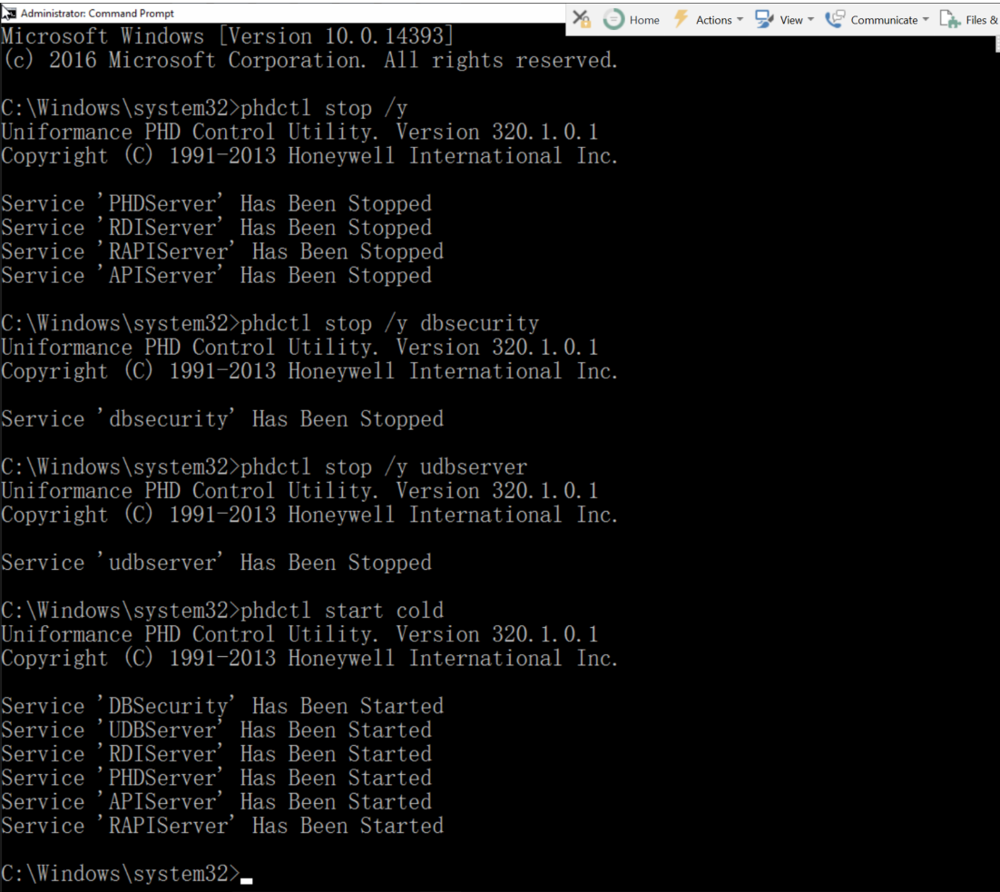 Administrator: Command Prompt
Home Actions View Communicate Files &
Microsoft Windows [Version 10.0.14393]
(c) 2016 Microsoft Corporation. All rights reserved.
C:\Windows\system32>phdctl stop /y
Uniformance PHD Control Utility. Version 320.1.0.1
Copyright (C) 1991-2013 Honeywell International Inc.
Service 'PHDServer' Has Been Stopped
Service 'RDIServer' Has Been Stopped
Service 'RAPIServer' Has Been Stopped
Service 'APIServer' Has Been Stopped
C:\Windows\system32>phdctl stop /y dbsecurity
Uniformance PHD Control Utility. Version 320.1.0.1
Copyright (C) 1991-2013 Honeywell International Inc.
Service 'dbsecurity' Has Been Stopped
C:\Windows\system32>phdctl stop /y udbserver
Uniformance PHD Control Utility. Version 320.1.0.1
Copyright (C) 1991-2013 Honeywell International Inc.
Service 'udbserver' Has Been Stopped
C:\Windows\system32>phdctl start cold
Uniformance PHD Control Utility. Version 320.1.0.1
Copyright (C) 1991-2013 Honeywell International Inc.
Service 'DBSecurity' Has Been Started
Service 'UDBServer' Has Been Started
Service 'RDIServer' Has Been Started
Service 'PHDServer' Has Been Started
Service 'APIServer' Has Been Started
Service 'RAPIServer' Has Been Started
C:\Windows\system32>